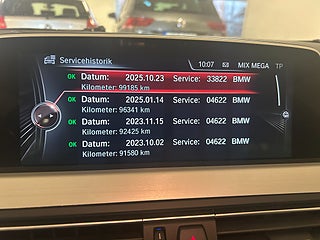 Servicehistorik 10:07 MIX MEGA TP
OK Datum: 2025.10.23 Service: 33822 BMW
Kilometer: 99185 km
OK Datum: 2025.01.14 Service: 04622 BMW
Kilometer: 96341 km
OK Datum: 2023.11.15 Service: 04622 BMW
Kilometer: 92425 km
OK Datum: 2023.10.02 Service: 04622 BMW
Kilometer: 91580 km